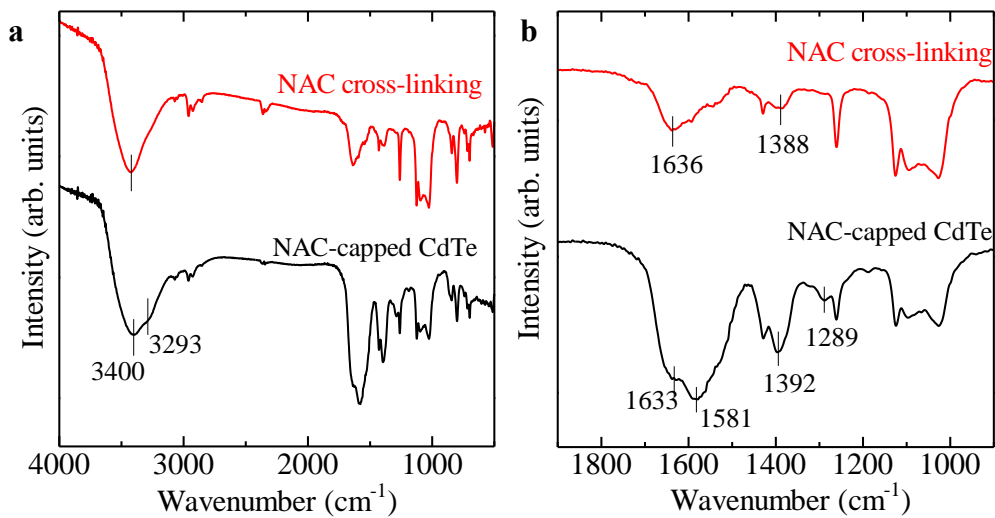 a
NAC cross-linking
NAC-capped CdTe
3293
3400
4000 3000 2000 1000
Wavenumber (cm-1)
Intensity (arb. units)
b
NAC cross-linking
1388
1636
NAC-capped CdTe
1289
1392
1633
1581
1800 1600 1400 1200 1000
Wavenumber (cm-1)
Intensity (arb. units)